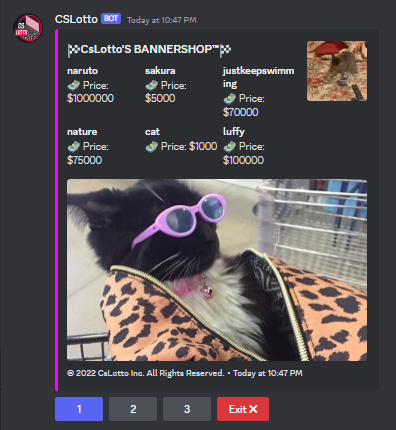 CSLotto BOT Today at 10:47 PM
🏁CsLotto'S BANNERSHOP™🏁
naruto
💸 Price:
$1000000
sakura
💸 Price:
$5000
justkeepswimm
ing
💸 Price:
$70000
nature
💸 Price:
$75000
cat
💸 Price: $1000
luffy
💸 Price:
$100000
© 2022 CsLotto Inc. All Rights Reserved. • Today at 10:47 PM
1
2
3
Exit ❌